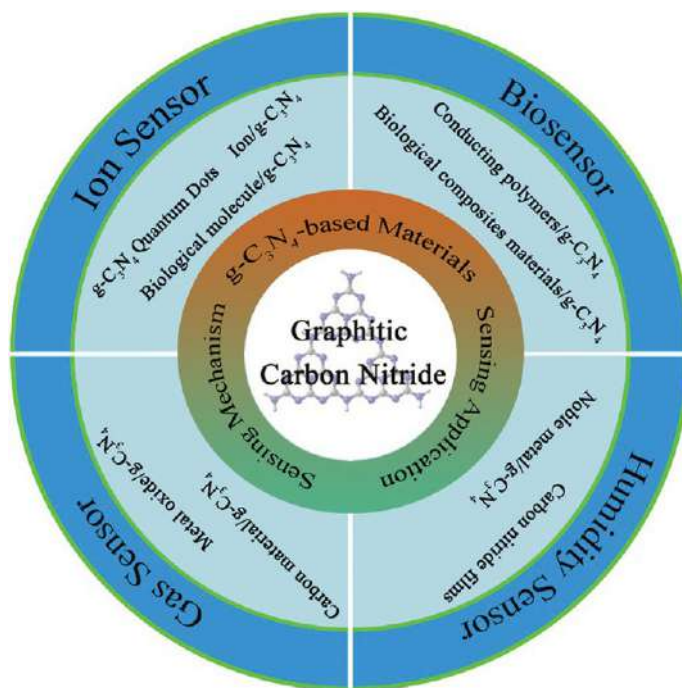 Ion Sensor
Ion/g-C₃N₄
g-C₃N₄ Quantum Dots
Biological molecule/g-C₃N₄
Biosensor
Conducting polymers/g-C₃N₄
Biological composites materials/g-C₃N₄
g-C₃N₄-based Materials
Sensing Mechanism
Sensing Application
Graphitic
Carbon Nitride
Gas Sensor
Metal oxide/g-C₃N₄
Carbon material/g-C₃N₄
Humidity Sensor
Noble metal/g-C₃N₄
Carbon nitride films